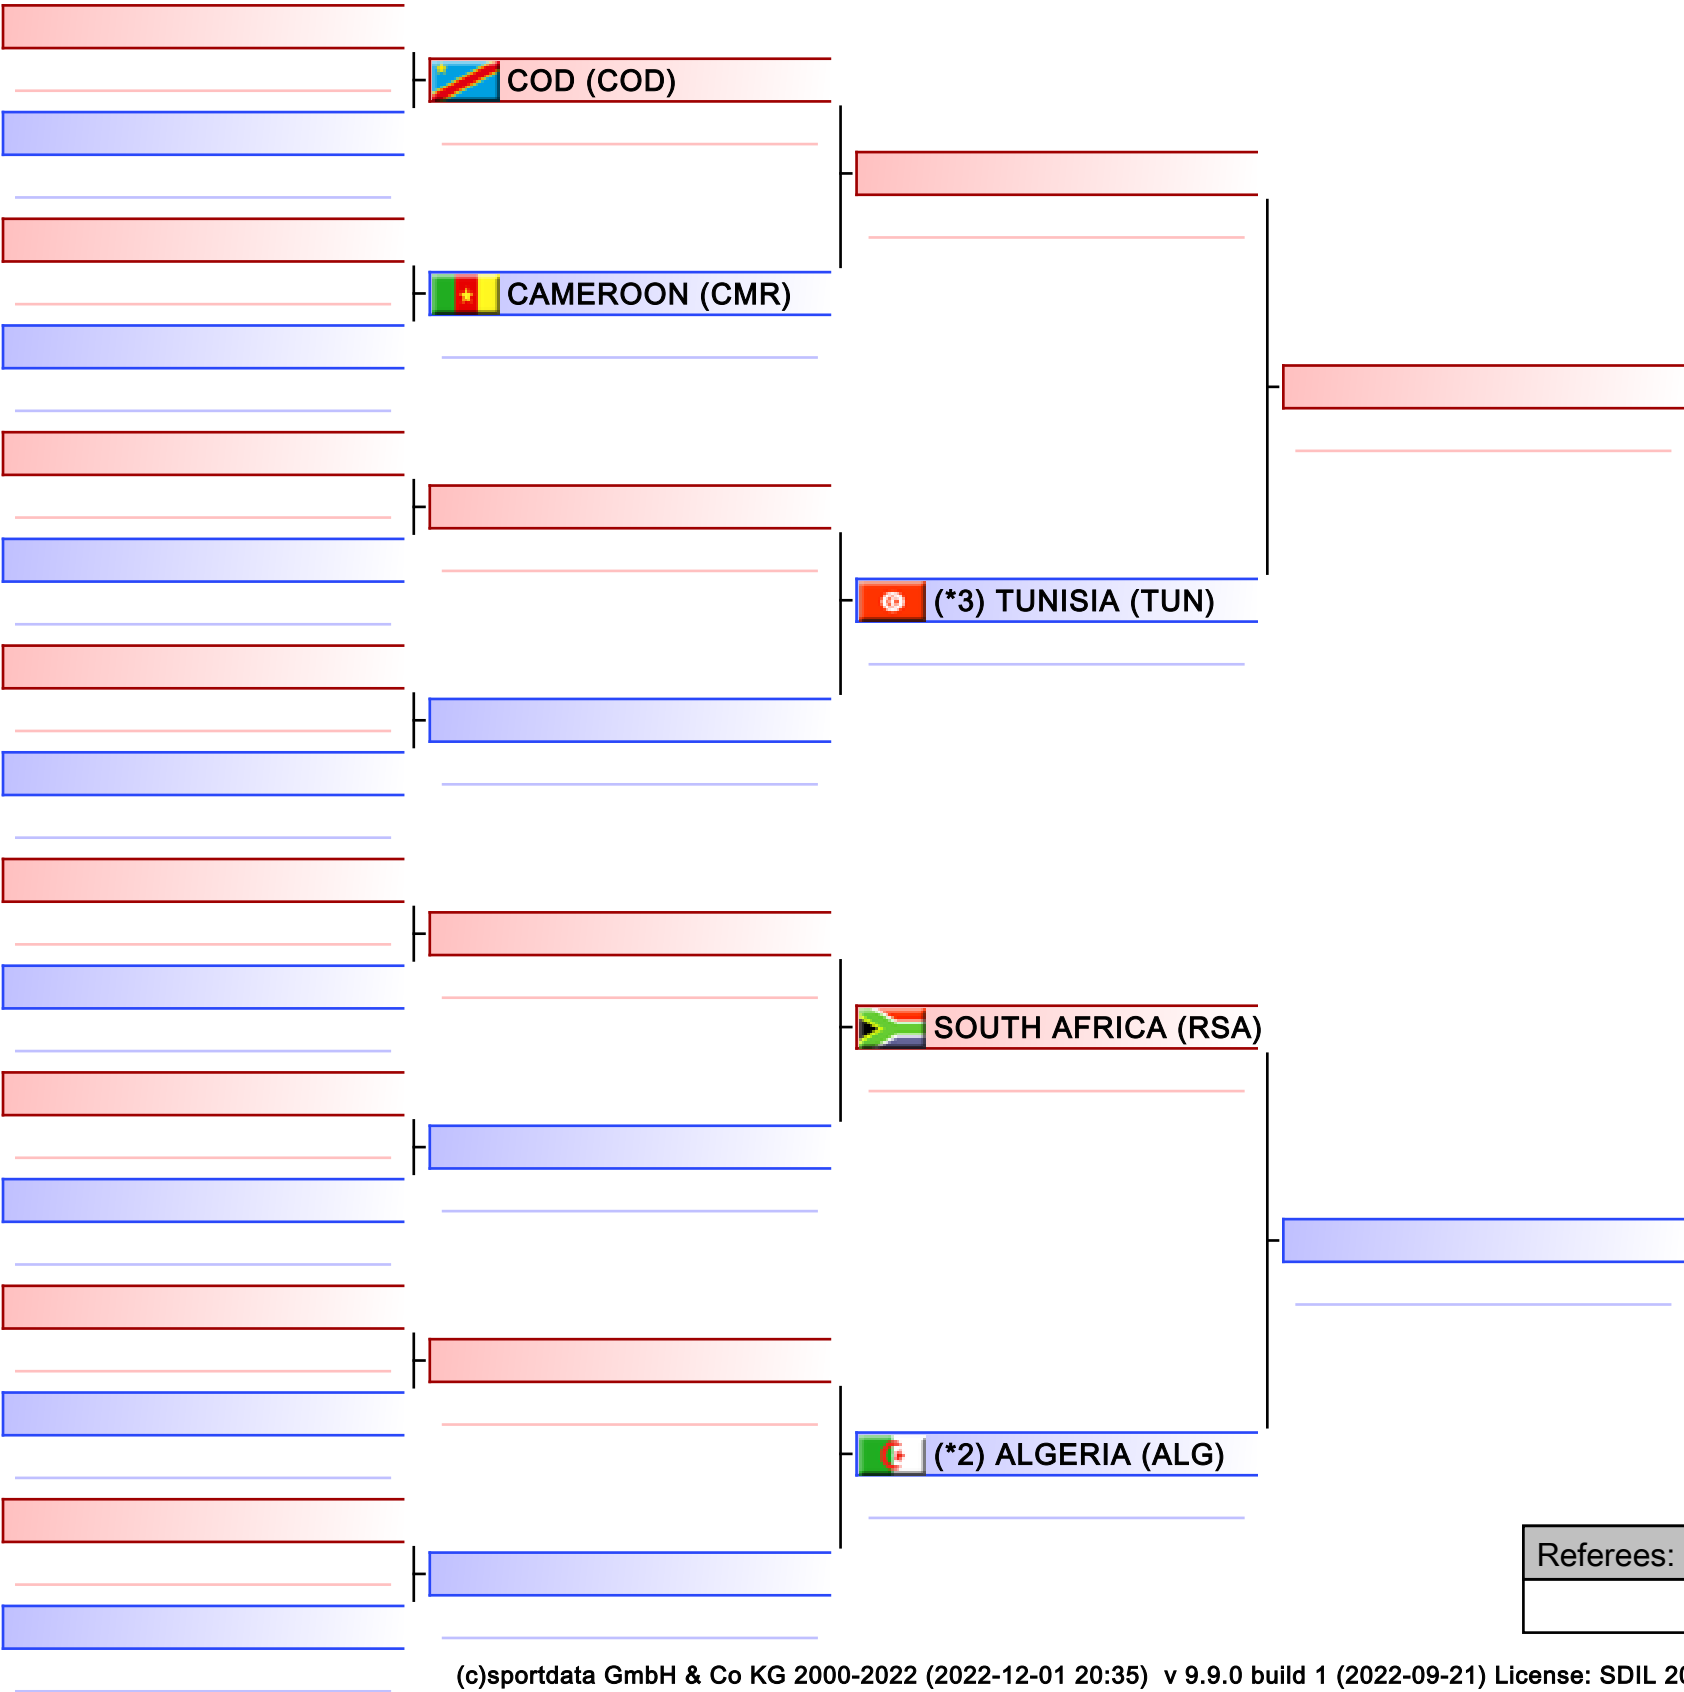 COD (COD)
CAMEROON (CMR)
(*3) TUNISIA (TUN)
SOUTH AFRICA (RSA)
(*2) ALGERIA (ALG)
Referees:
(c)sportdata GmbH & Co KG 2000-2022 (2022-12-01 20:35) v 9.9.0 build 1 (2022-09-21) License: SDIL